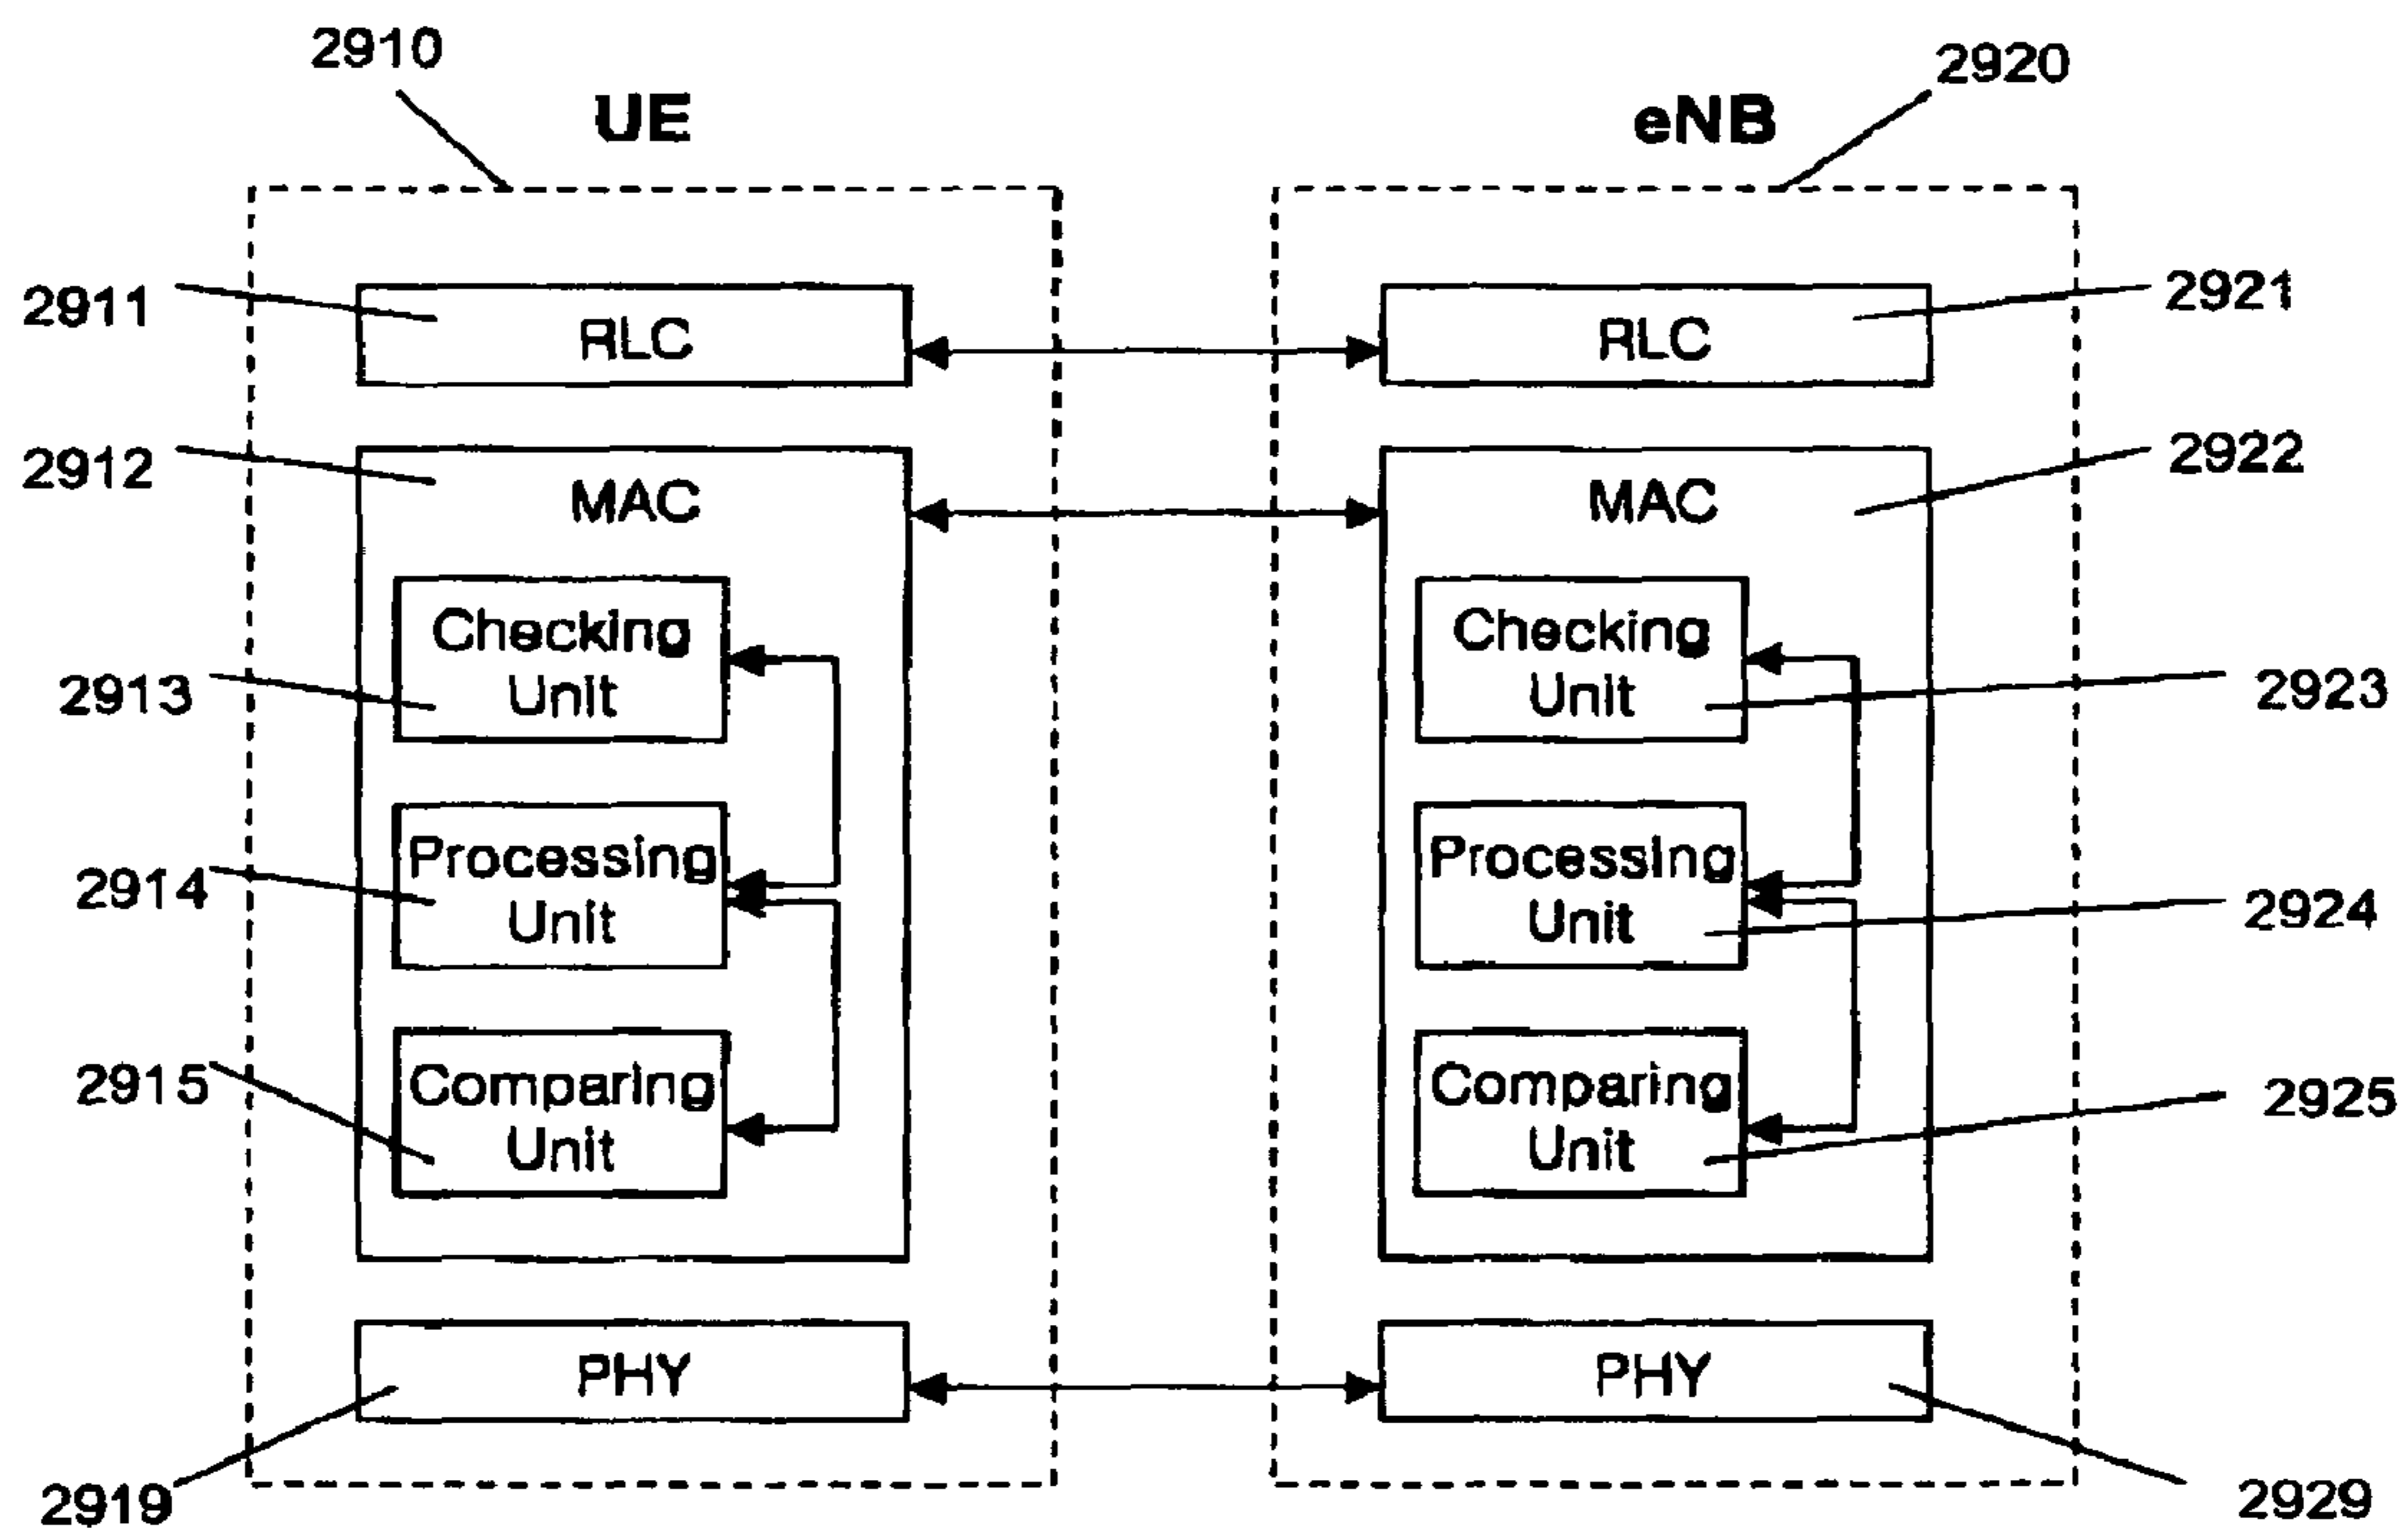 2910
2920
UE
eNB
2911
RLC
RLC
2921
2912
MAC
MAC
2922
Checking
Unit
2913
Checking
Unit
2923
Processing
Unit
2914
Processing
Unit
2924
Comparing
Unit
2915
Comparing
Unit
2925
PHY
PHY
2919
2929